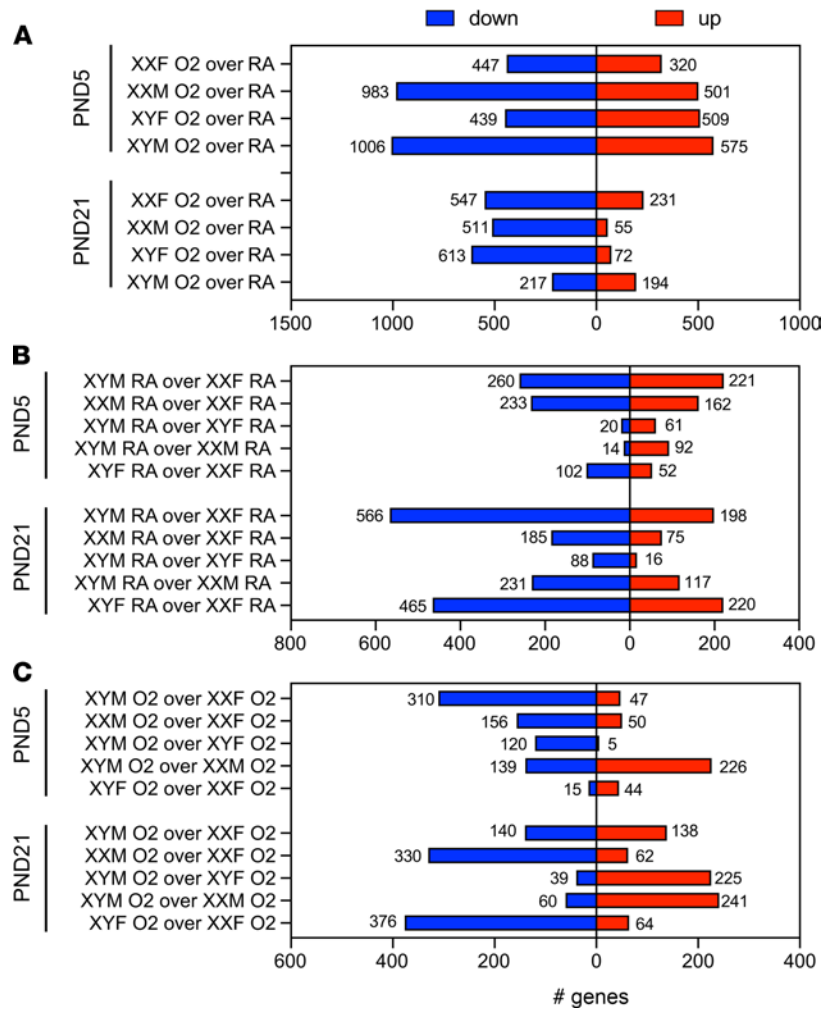 down up
A
PND5
XXF O2 over RA 447 320
XXM O2 over RA 983 501
XYF O2 over RA 439 509
XYM O2 over RA 1006 575
PND21
XXF O2 over RA 547 231
XXM O2 over RA 511 55
XYF O2 over RA 613 72
XYM O2 over RA 217 194
1500 1000 500 0 500 1000
B
PND5
XYM RA over XXF RA 260 221
XXM RA over XXF RA 233 162
XYM RA over XYF RA 20 61
XYM RA over XXM RA 14 92
XYF RA over XXF RA 102 52
PND21
XYM RA over XXF RA 566 198
XXM RA over XXF RA 185 75
XYM RA over XYF RA 88 16
XYM RA over XXM RA 231 117
XYF RA over XXF RA 465 220
800 600 400 200 0 200 400
C
PND5
XYM O2 over XXF O2 310 47
XXM O2 over XXF O2 156 50
XYM O2 over XYF O2 120 5
XYM O2 over XXM O2 139 226
XYF O2 over XXF O2 15 44
PND21
XYM O2 over XXF O2 140 138
XXM O2 over XXF O2 330 62
XYM O2 over XYF O2 39 225
XYM O2 over XXM O2 60 241
XYF O2 over XXF O2 376 64
600 400 200 0 200 400
# genes